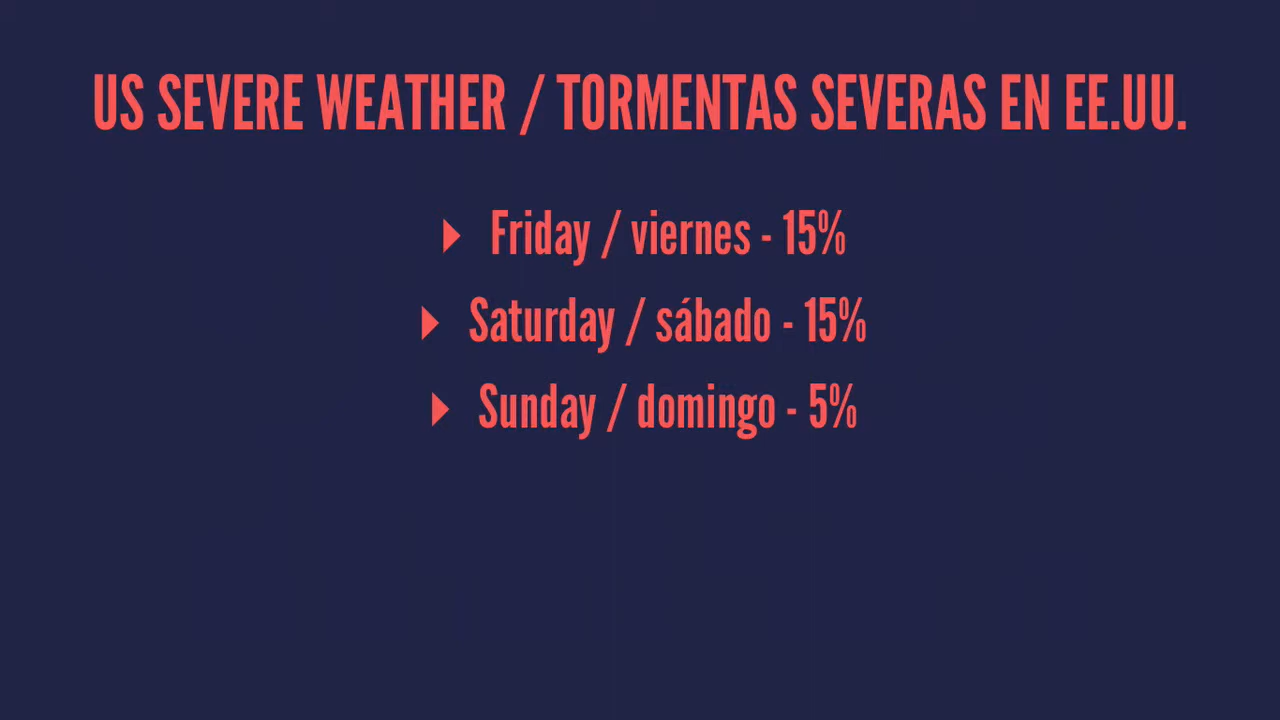 US SEVERE WEATHER / TORMENTAS SEVERAS EN EE.UU.
Friday / viernes - 15%
Saturday / sábado - 15%
Sunday / domingo - 5%